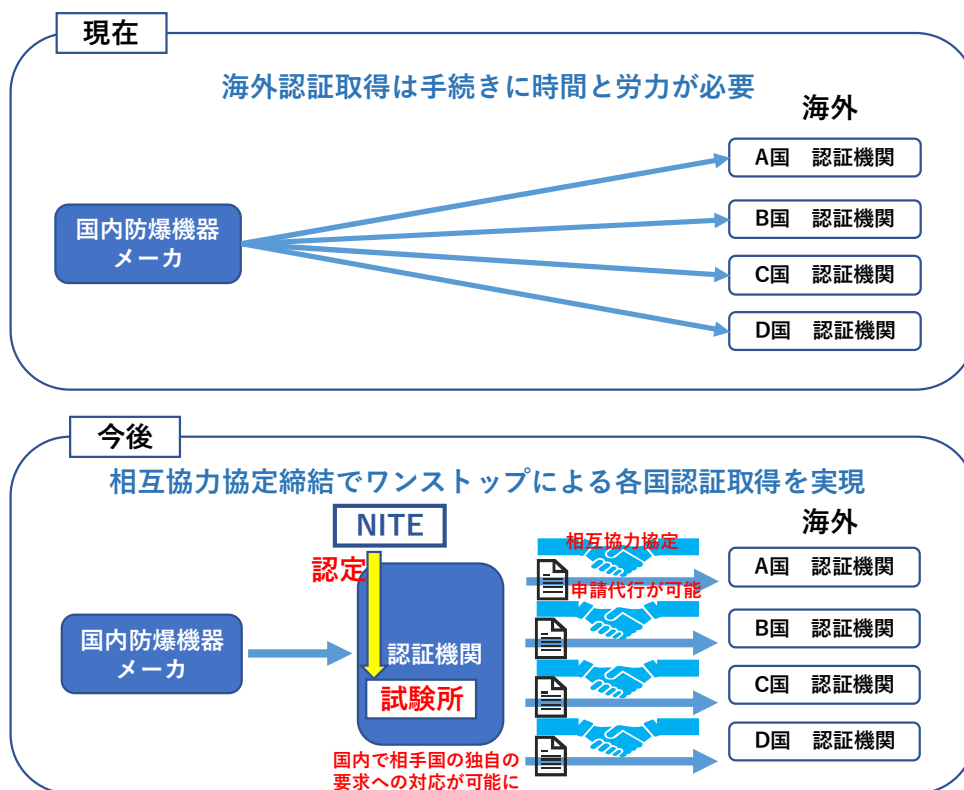 現在
海外認証取得は手続きに時間と労力が必要
海外
A国　認証機関
B国　認証機関
C国　認証機関
D国　認証機関
国内防爆機器
メーカ
今後
相互協力協定締結でワンストップによる各国認証取得を実現
海外
NITE
認定
相互協力協定
申請代行が可能
A国　認証機関
B国　認証機関
C国　認証機関
D国　認証機関
国内防爆機器
メーカ
認証機関
試験所
国内で相手国の独自の
要求への対応が可能に